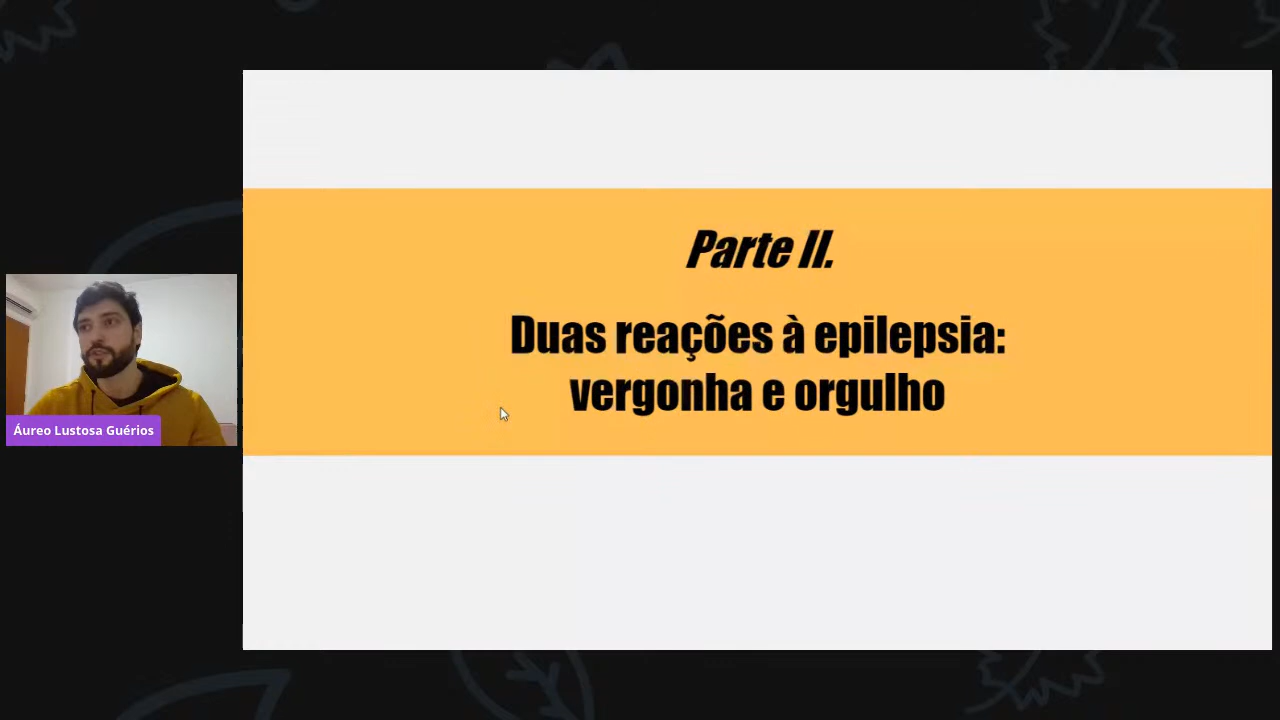 Parte II.
Duas reações à epilepsia:
vergonha e orgulho
Áureo Lustosa Guérios